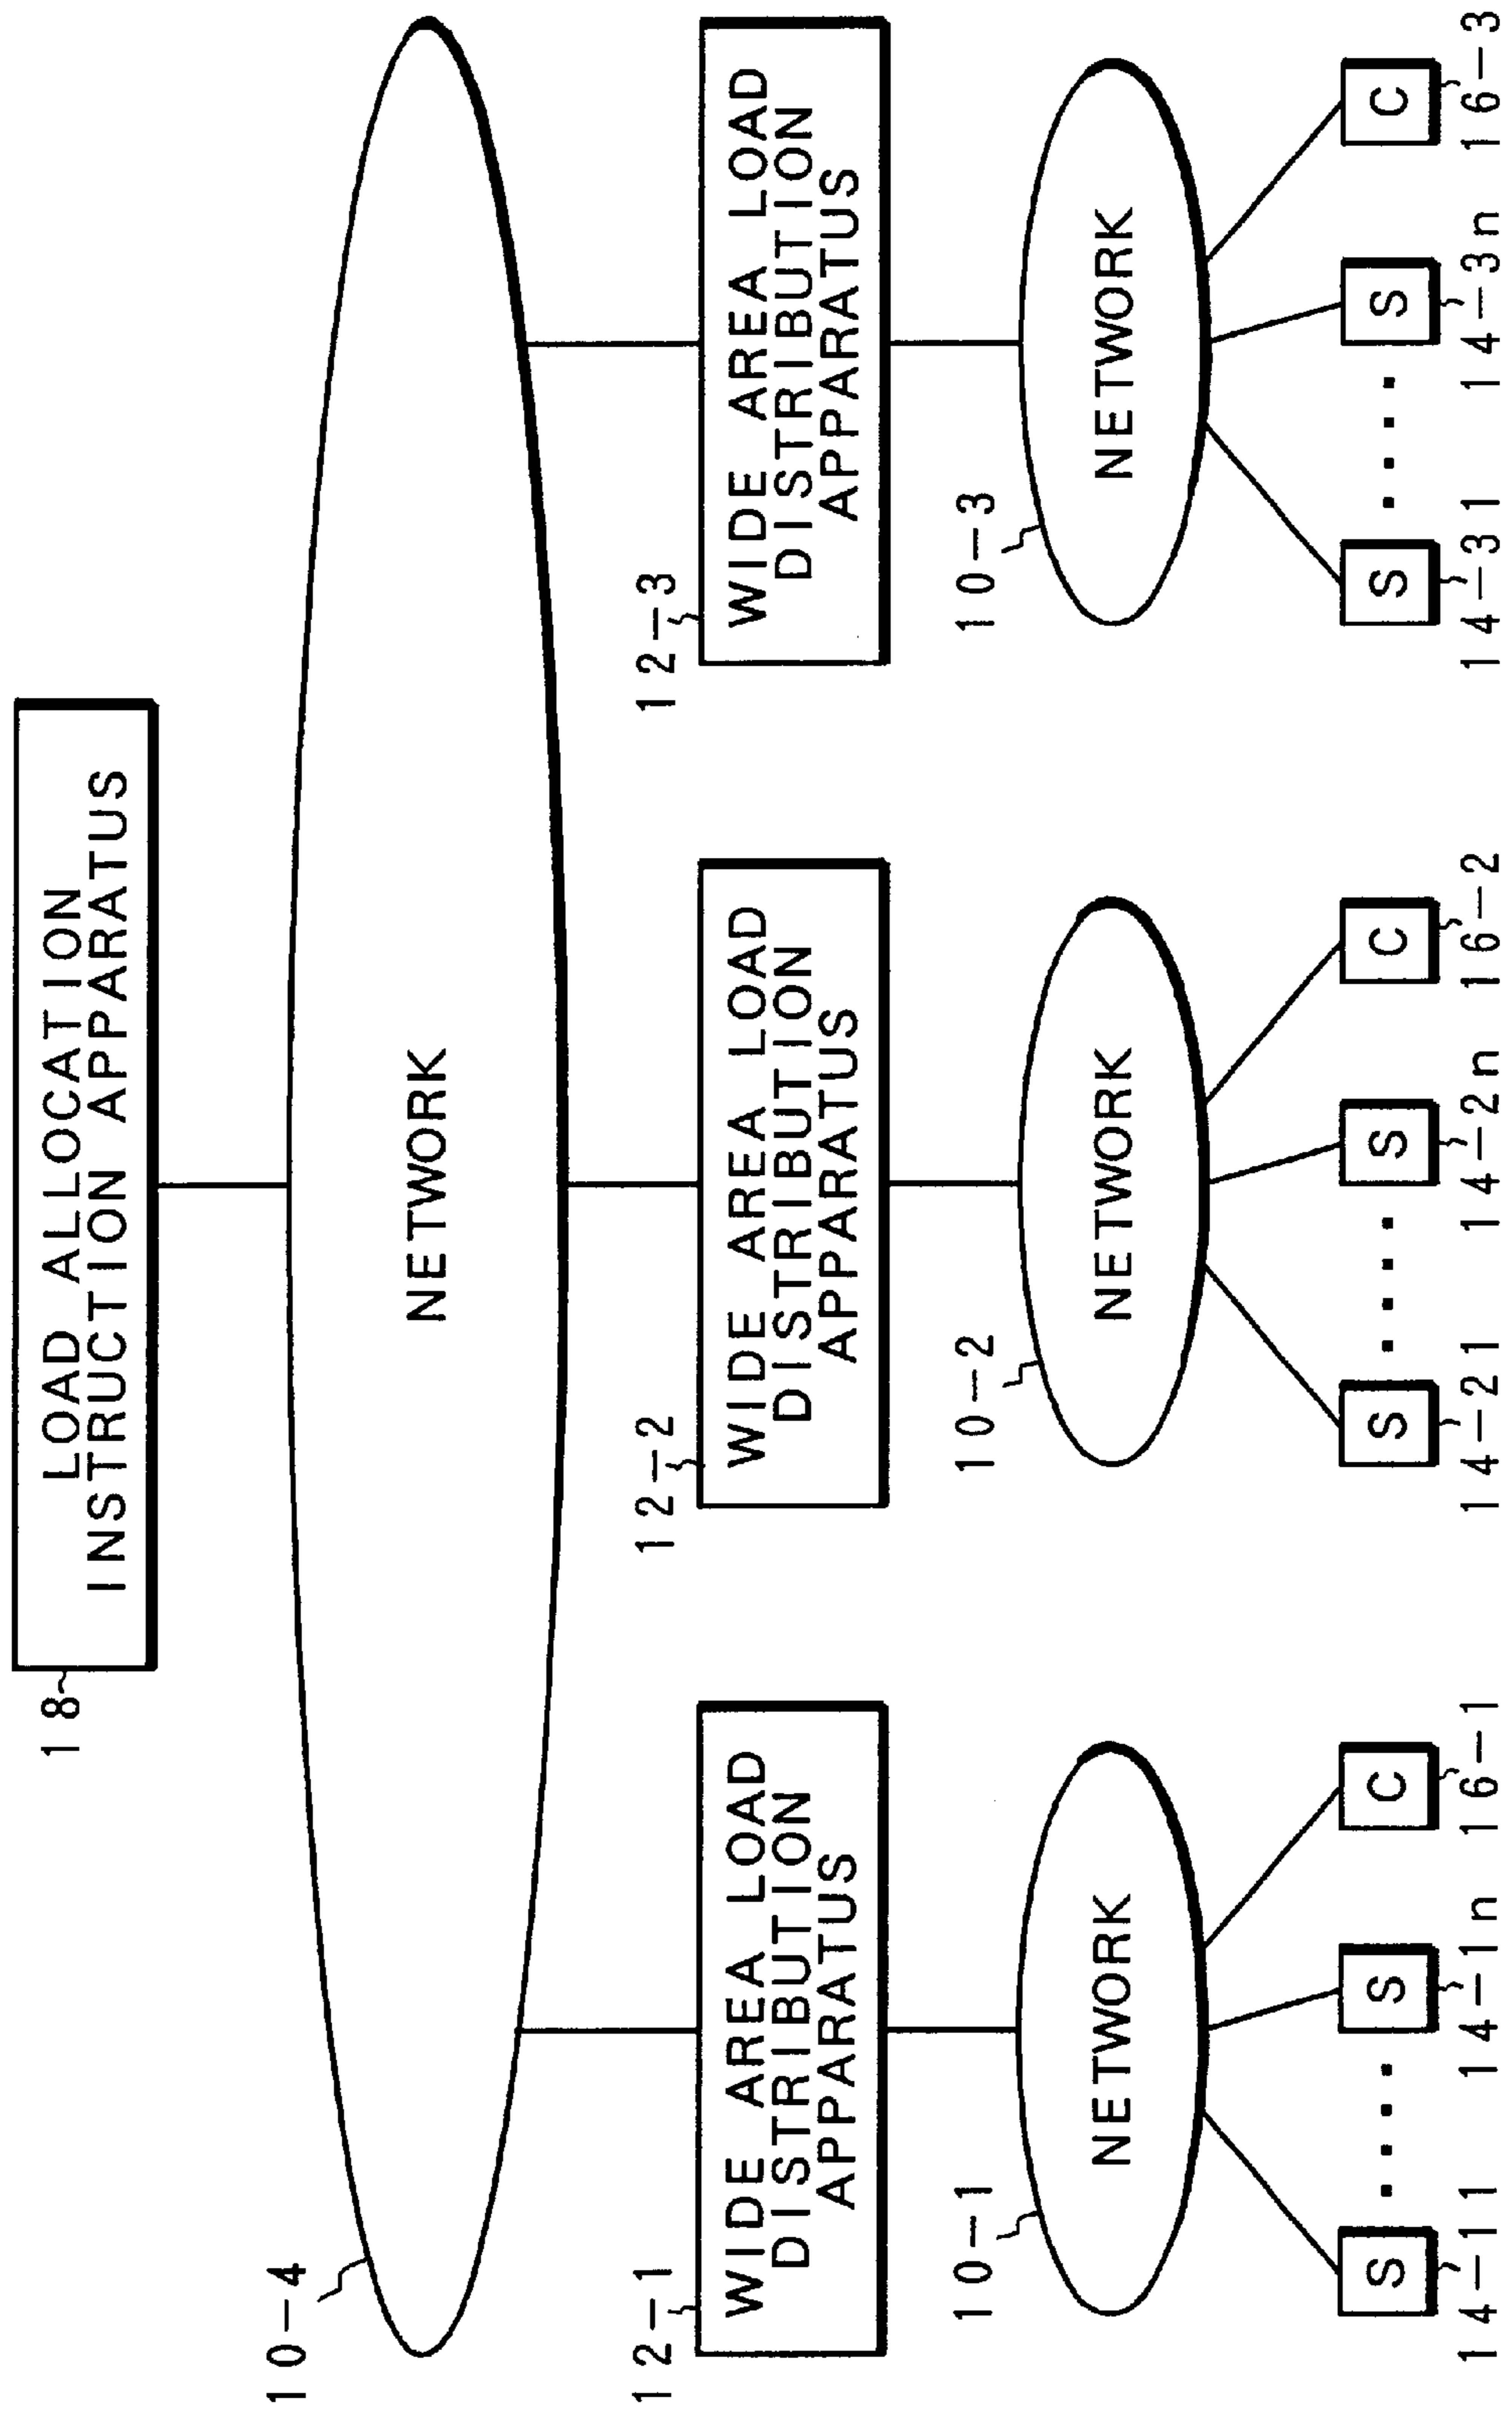 LOAD ALLOCATION
INSTRUCTION APPARATUS
18
10-4
NETWORK
12-1
WIDE AREA LOAD
DISTRIBUTION
APPARATUS
12-2
WIDE AREA LOAD
DISTRIBUTION
APPARATUS
12-3
WIDE AREA LOAD
DISTRIBUTION
APPARATUS
10-1
NETWORK
10-2
NETWORK
10-3
NETWORK
S
S
C
S
S
C
S
S
C
14-11
14-1n
16-1
14-21
14-2n
16-2
14-31
14-3n
16-3